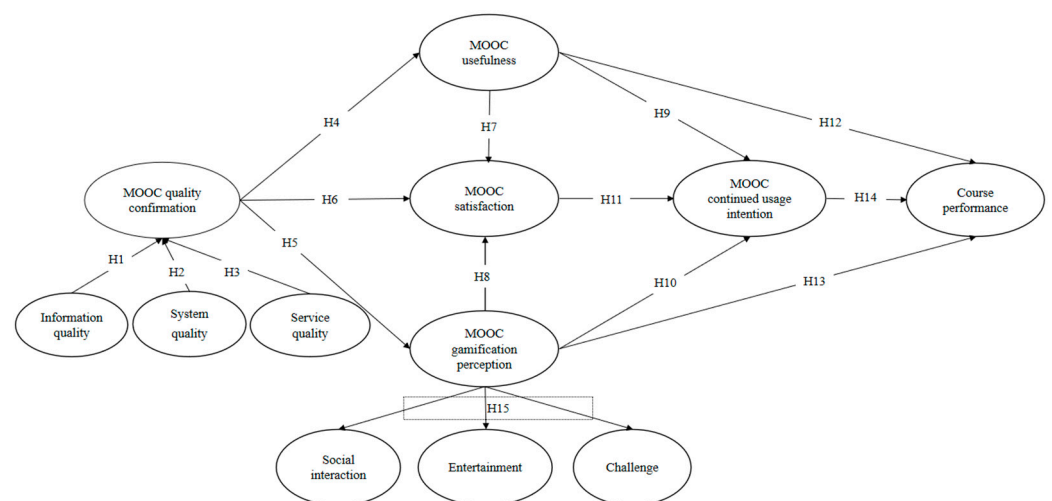 MOOC
usefulness
H4
H7
H9
H12
MOOC quality
confirmation
H6
MOOC
satisfaction
H11
MOOC
continued usage
intention
H14
Course
performance
H5
H1
H2
H3
H8
H10
H13
Information
quality
System
quality
Service
quality
MOOC
gamification
perception
H15
Social
interaction
Entertainment
Challenge